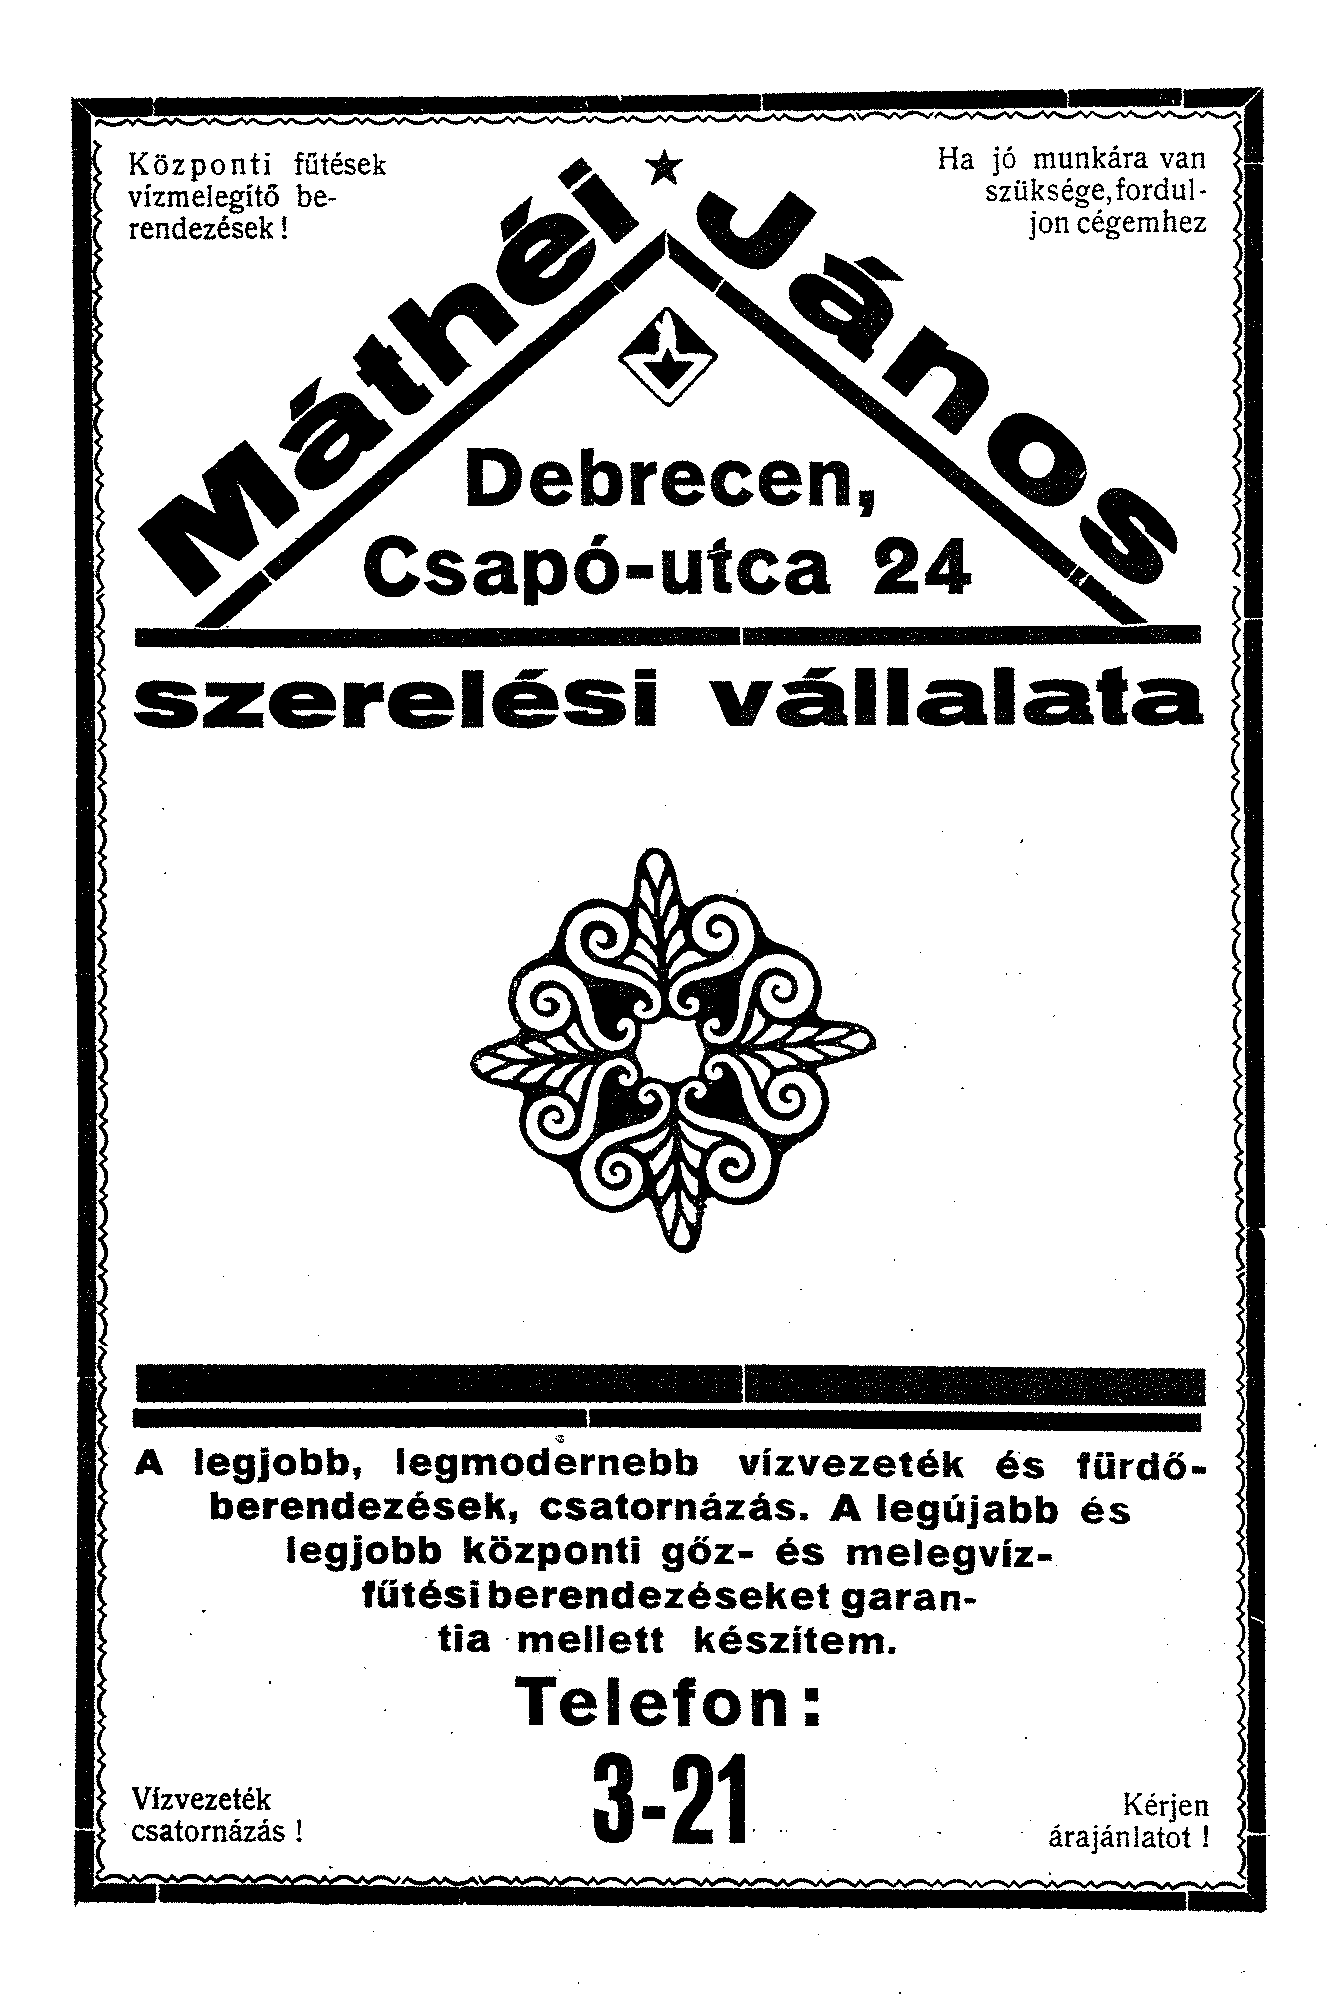 Központi fűtések
vízmelegítő be-
rendezések!
Ha jó munkára van
szüksége, fordul-
jon cégemhez
Máthéi János
Debrecen,
Csapó-utca 24
szerelési vállalata
A legjobb, legmodernebb vízvezeték és fürdő-
berendezések, csatornázás. A legújabb és
legjobb központi gőz- és melegvíz-
fűtési berendezéseket garan-
tia mellett készítem.
Telefon:
3-21
Vízvezeték
csatornázás!
Kérjen
árajánlatot!